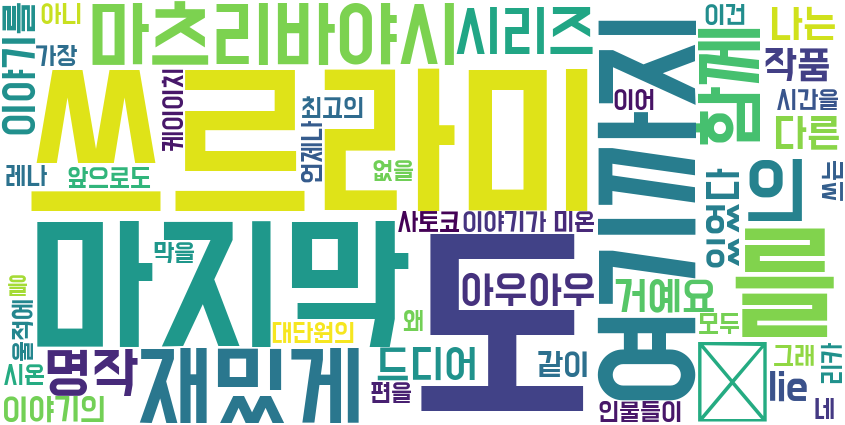 아니
이야기를
가장
마츠리바야시
시리즈
이건
나는
작품
케이이치
최고의
언제나
쓰르라미
여기까지
이어
함께
시간을
다른
레나
앞으로도
없을
쓰는
있었다
의
사토코
이야기가
미온
마지막
막을
도
아우아우
거예요
를
들을
울적에
대단원의
왜
모두
시온
명작
재밌게
드디어
같이
편을
그래
리카
이야기의
인물들이
lie
네